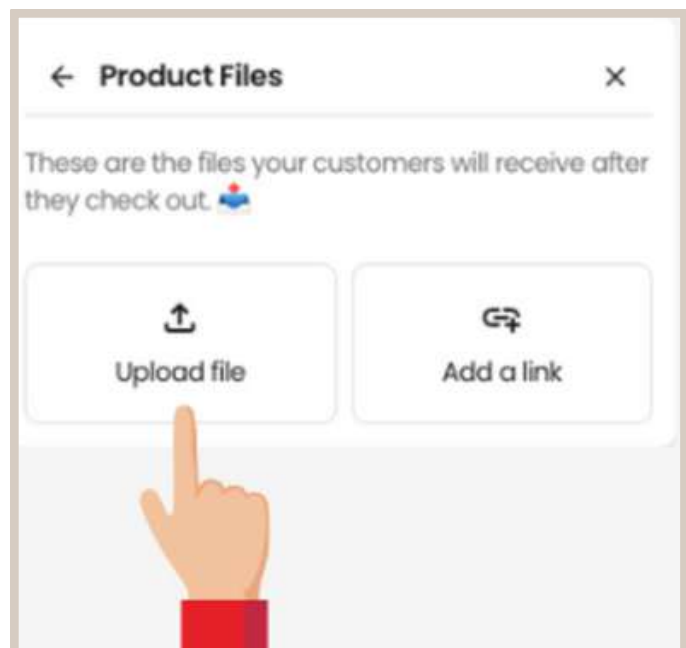 Product Files
These are the files your customers will receive after
they check out.
Upload file
Add a link